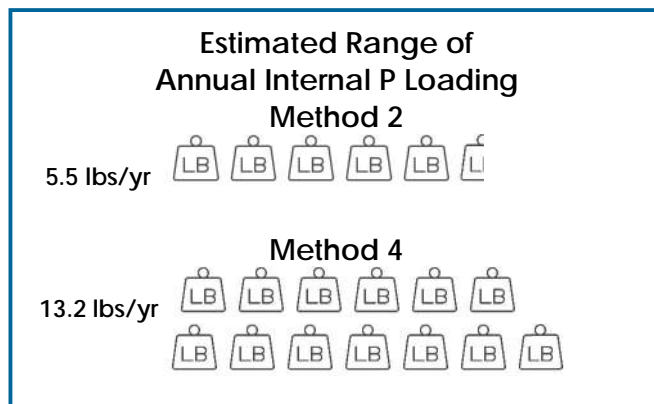 Estimated Range of
Annual Internal P Loading
Method 2
5.5 lbs/yr LB LB LB LB LB L
Method 4
LB LB LB LB LB LB
13.2 lbs/yr
LB LB LB LB LB LB LB